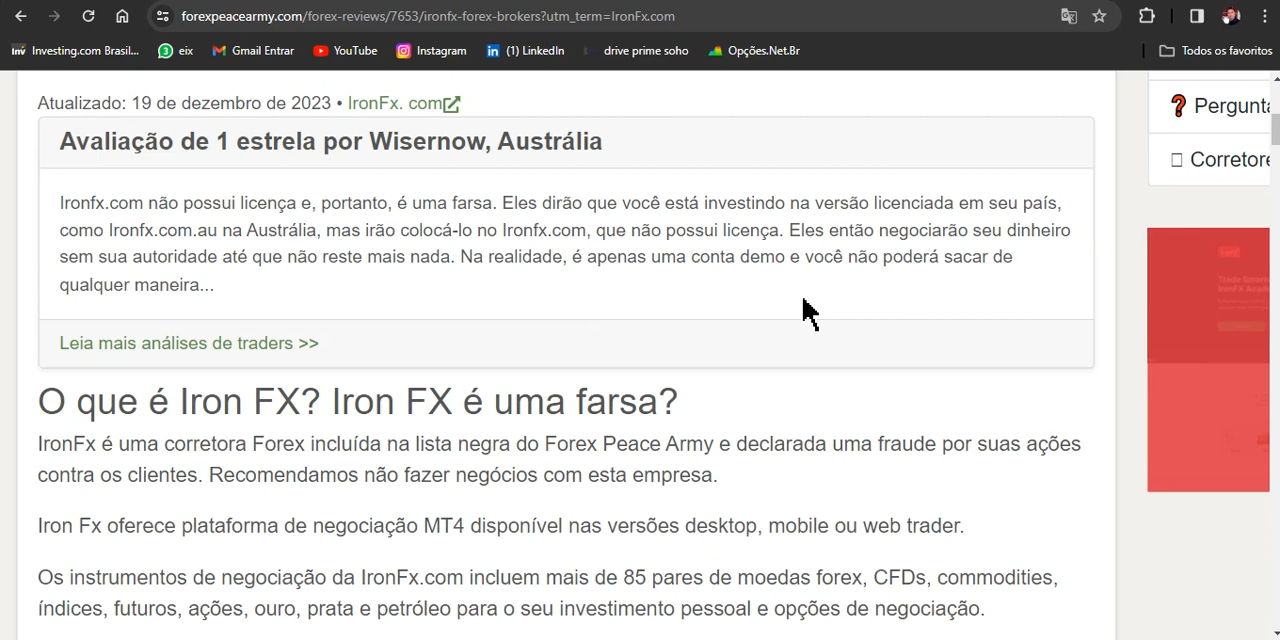 forexpeacearmy.com/forex-reviews/7653/ironfx-forex-brokers?utm_term=IronFx.com
Investing.com Brasil... eix Gmail Entrar YouTube Instagram (1) LinkedIn drive prime soho Opções.Net.Br Todos os favoritos
Atualizado: 19 de dezembro de 2023 • IronFx. com
Avaliação de 1 estrela por Wisernow, Austrália
Ironfx.com não possui licença e, portanto, é uma farsa. Eles dirão que você está investindo na versão licenciada em seu país,
como Ironfx.com.au na Austrália, mas irão colocá-lo no Ironfx.com, que não possui licença. Eles então negociarão seu dinheiro
sem sua autoridade até que não reste mais nada. Na realidade, é apenas uma conta demo e você não poderá sacar de
qualquer maneira...
Leia mais análises de traders >>
O que é Iron FX? Iron FX é uma farsa?
IronFx é uma corretora Forex incluída na lista negra do Forex Peace Army e declarada uma fraude por suas ações
contra os clientes. Recomendamos não fazer negócios com esta empresa.
Iron Fx oferece plataforma de negociação MT4 disponível nas versões desktop, mobile ou web trader.
Os instrumentos de negociação da IronFx.com incluem mais de 85 pares de moedas forex, CFDs, commodities,
índices, futuros, ações, ouro, prata e petróleo para o seu investimento pessoal e opções de negociação.
Pergunta
Corretore